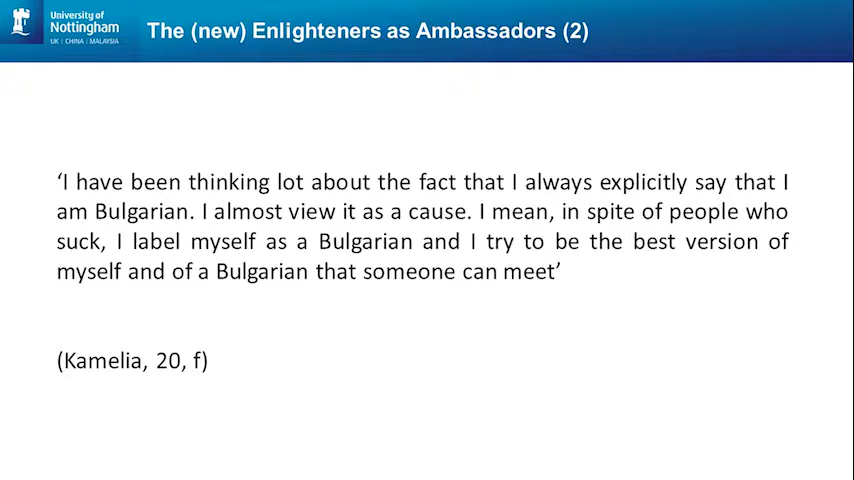 University of
Nottingham
UK | CHINA | MALAYSIA
The (new) Enlighteners as Ambassadors (2)
‘I have been thinking lot about the fact that I always explicitly say that I
am Bulgarian. I almost view it as a cause. I mean, in spite of people who
suck, I label myself as a Bulgarian and I try to be the best version of
myself and of a Bulgarian that someone can meet’
(Kamelia, 20, f)